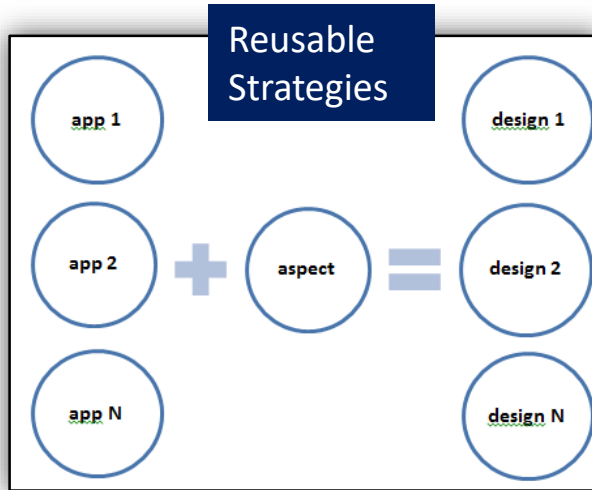 Reusable
Strategies
app 1
design 1
app 2
aspect
design 2
app N
design N